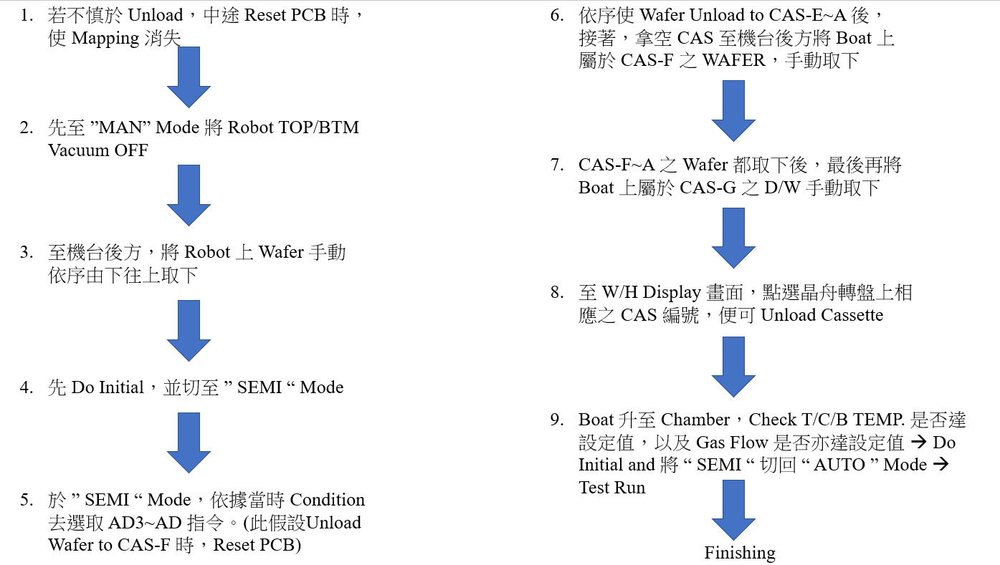 1. 若不慎於 Unload，中途 Reset PCB 時，
使 Mapping 消失
2. 先至 ”MAN” Mode 將 Robot TOP/BTM
Vacuum OFF
3. 至機台後方，將 Robot 上 Wafer 手動
依序由下往上取下
4. 先 Do Initial，並切至 ” SEMI “ Mode
5. 於 ” SEMI “ Mode，依據當時 Condition
去選取 AD3~AD 指令。(此假設Unload
Wafer to CAS-F 時，Reset PCB)
6. 依序使 Wafer Unload to CAS-E~A 後，
接著，拿空 CAS 至機台後方將 Boat 上
屬於 CAS-F 之 WAFER，手動取下
7. CAS-F~A 之 Wafer 都取下後，最後再將
Boat 上屬於 CAS-G 之 D/W 手動取下
8. 至 W/H Display 畫面，點選晶舟轉盤上相
應之 CAS 編號，便可 Unload Cassette
9. Boat 升至 Chamber，Check T/C/B TEMP. 是否達
設定值，以及 Gas Flow 是否亦達設定值 → Do
Initial and 將 “ SEMI “ 切回 “ AUTO ” Mode →
Test Run
Finishing